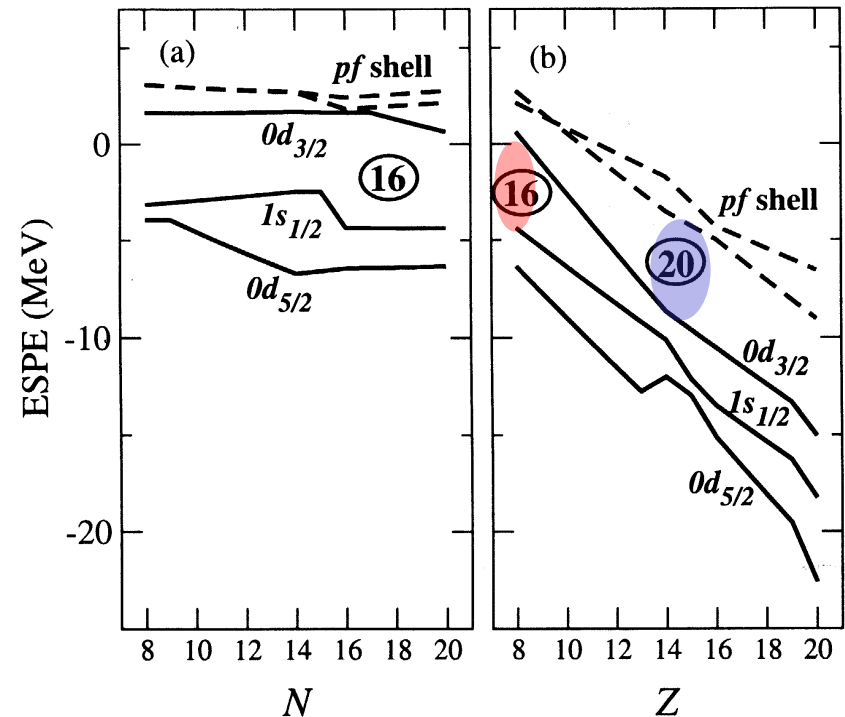 (a)
pf shell
0d3/2
16
1s1/2
0d5/2
(b)
16
pf shell
20
0d3/2
1s1/2
0d5/2
ESPE (MeV)
0
-10
-20
8 10 12 14 16 18 20
N
8 10 12 14 16 18 20
Z